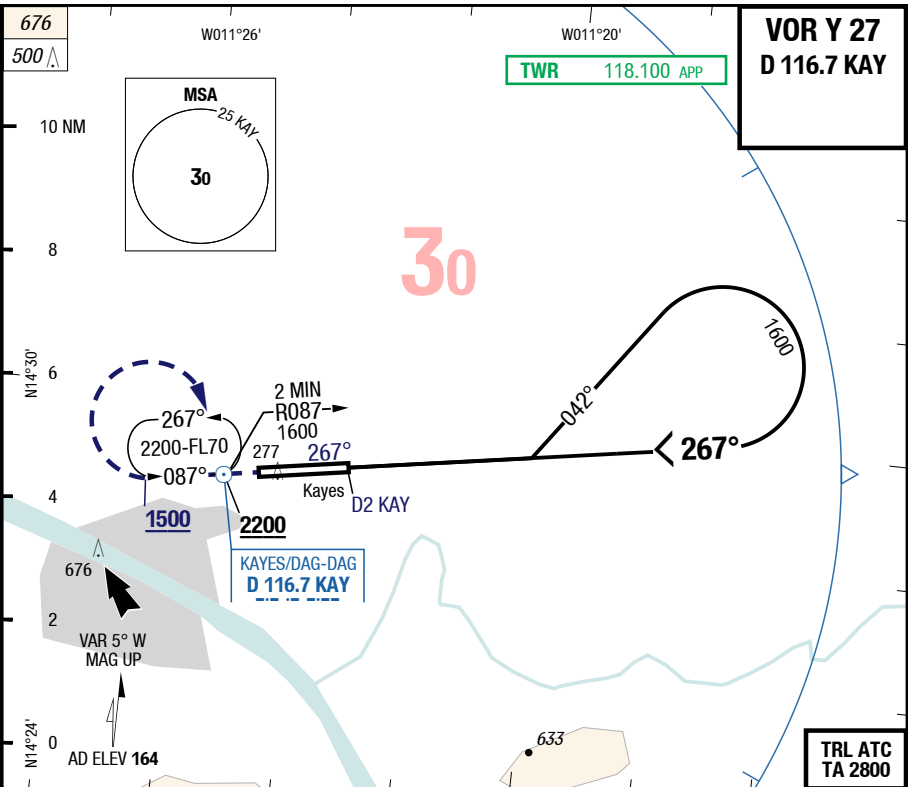 676
500
W011°26'
W011°20'
VOR Y 27
D 116.7 KAY
TWR 118.100 APP
MSA
25 KAY
30
10 NM
30
8
1600
N14°30'
6
042°
2 MIN
R087
1600
267°
2200-FL70
087°
277
267°
267°
Kayes
D2 KAY
4
1500
2200
KAYES/DAG-DAG
D 116.7 KAY
676
2
VAR 5° W
MAG UP
N14°24'
0
AD ELEV 164
633
TRL ATC
TA 2800